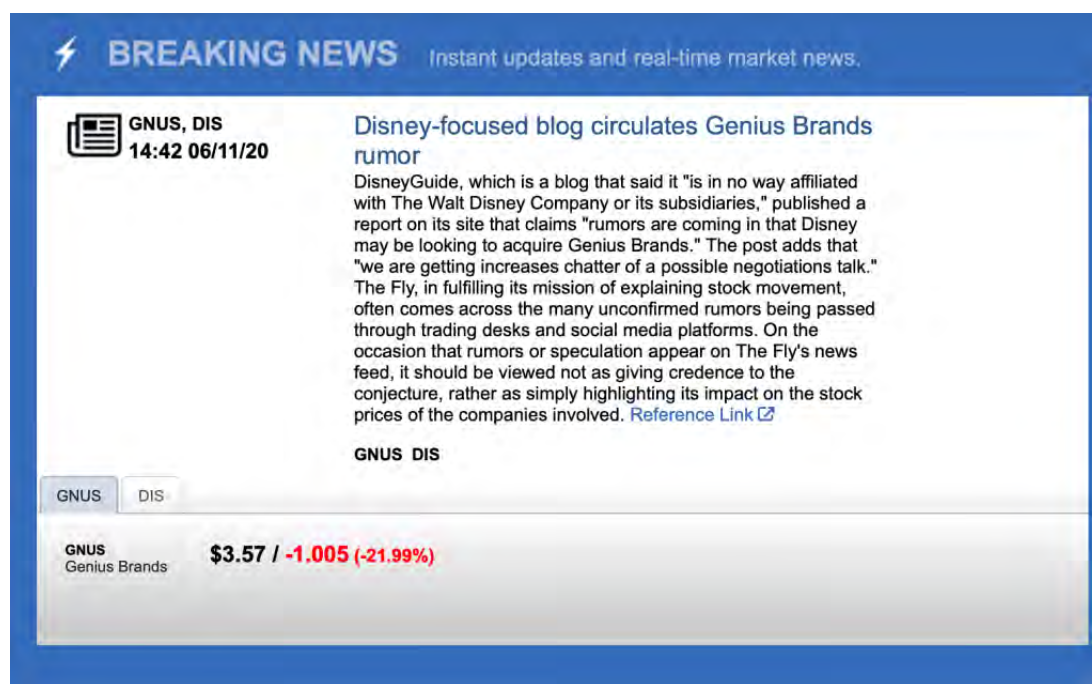 BREAKING NEWS Instant updates and real-time market news.
GNUS, DIS
14:42 06/11/20
Disney-focused blog circulates Genius Brands
rumor
DisneyGuide, which is a blog that said it "is in no way affiliated
with The Walt Disney Company or its subsidiaries," published a
report on its site that claims "rumors are coming in that Disney
may be looking to acquire Genius Brands." The post adds that
"we are getting increases chatter of a possible negotiations talk."
The Fly, in fulfilling its mission of explaining stock movement,
often comes across the many unconfirmed rumors being passed
through trading desks and social media platforms. On the
occasion that rumors or speculation appear on The Fly's news
feed, it should be viewed not as giving credence to the
conjecture, rather as simply highlighting its impact on the stock
prices of the companies involved. Reference Link
GNUS DIS
GNUS DIS
GNUS
Genius Brands
$3.57 / -1.005 (-21.99%)